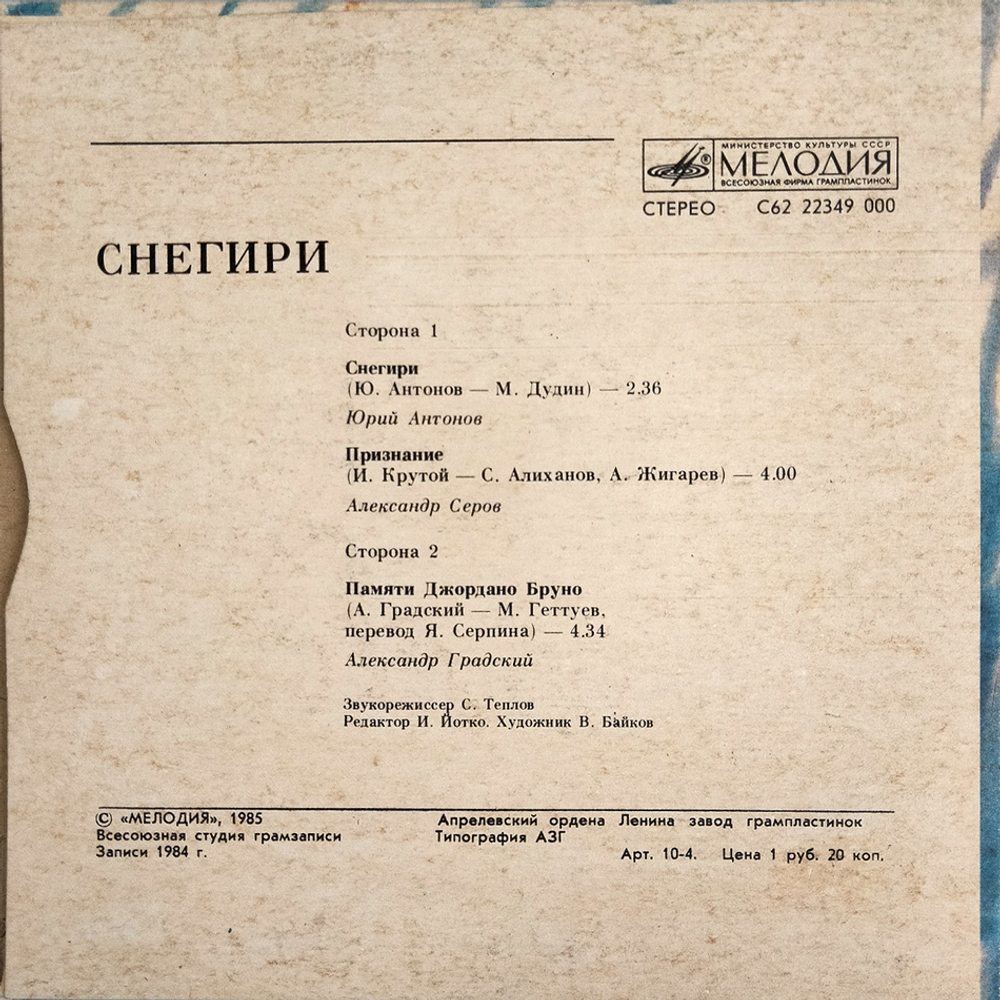 МИНИСТЕРСТВО КУЛЬТУРЫ СССР
® МЕЛОДИЯ
ВСЕСОЮЗНАЯ ФИРМА ГРАМПЛАСТИНОК
СТЕРЕО С62 22349 000
СНЕГИРИ
Сторона 1
Снегири
(Ю. Антонов — М. Дудин) — 2.36
Юрий Антонов
Признание
(И. Крутой — С. Алиханов, А. Жигарев) — 4.00
Александр Серов
Сторона 2
Памяти Джордано Бруно
(А. Градский — М. Геттуев,
перевод Я. Серпина) — 4.34
Александр Градский
Звукорежиссер С. Теплов
Редактор И. Йотко. Художник В. Байков
© «МЕЛОДИЯ», 1985 Апрелевский ордена Ленина завод грампластинок
Всесоюзная студия грамзаписи Типография АЗГ
Записи 1984 г. Арт. 10-4. Цена 1 руб. 20 коп.